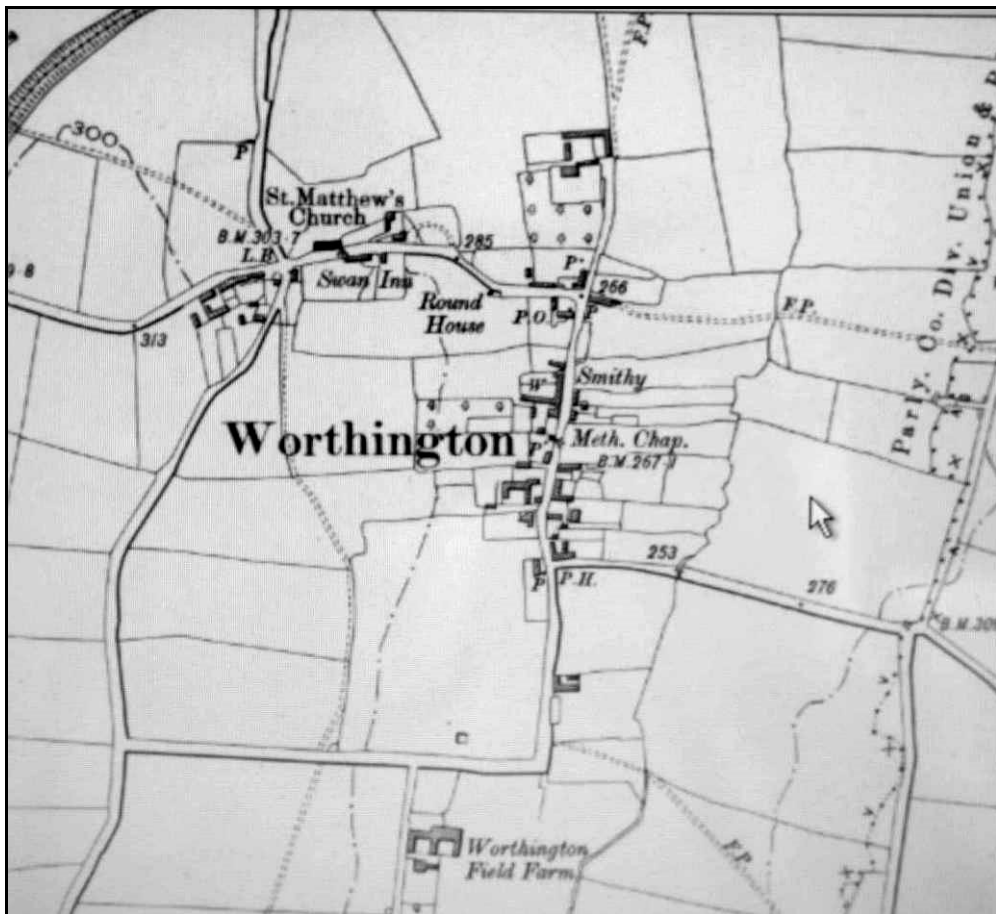 F.P.
300
P
St. Matthew's
Church
B.M.303·7
L.B.
285
Swan Inn
Round
House
P.
266
P.O.
P
F.P.
313
Smithy
W
Worthington
Meth. Chap.
P
B.M.267·1
253
P
P.H.
276
B.M.30
Parly. Co. Div. Union &
Worthington
Field Farm
F.P.